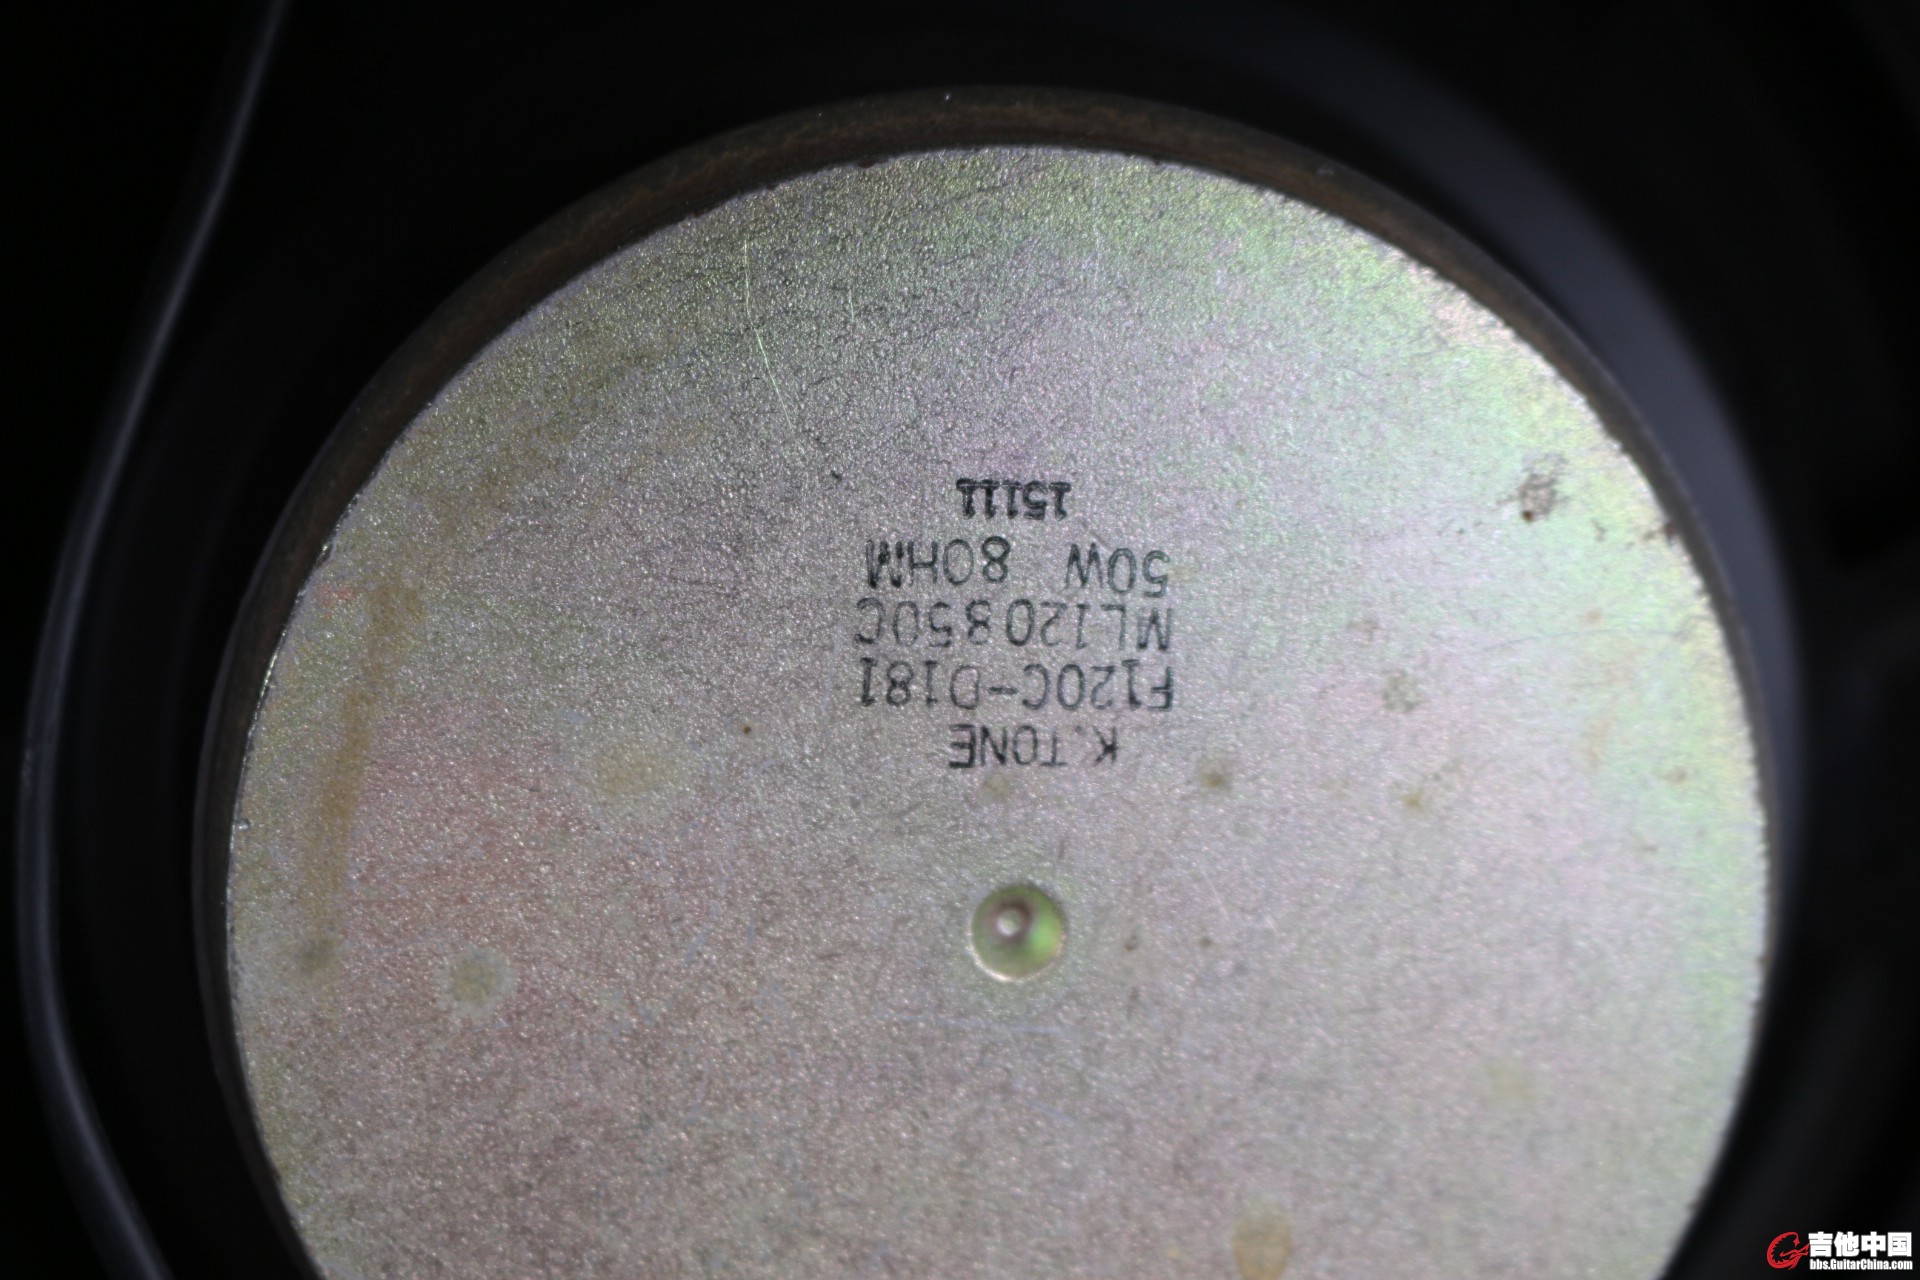 K.TONE
F120C-D181
ML120850C
50W 8OHM
15111
吉他中国
bbs.GuitarChina.com